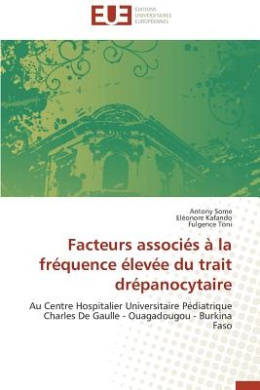 EUE
EDITIONS
UNIVERSITAIRES
EUROPEENNES
Antony Some
Eléonore Kafando
Fulgence Toni
Facteurs associés à la
fréquence élevée du trait
drépanocytaire
Au Centre Hospitalier Universitaire Pédiatrique
Charles De Gaulle - Ouagadougou - Burkina
Faso